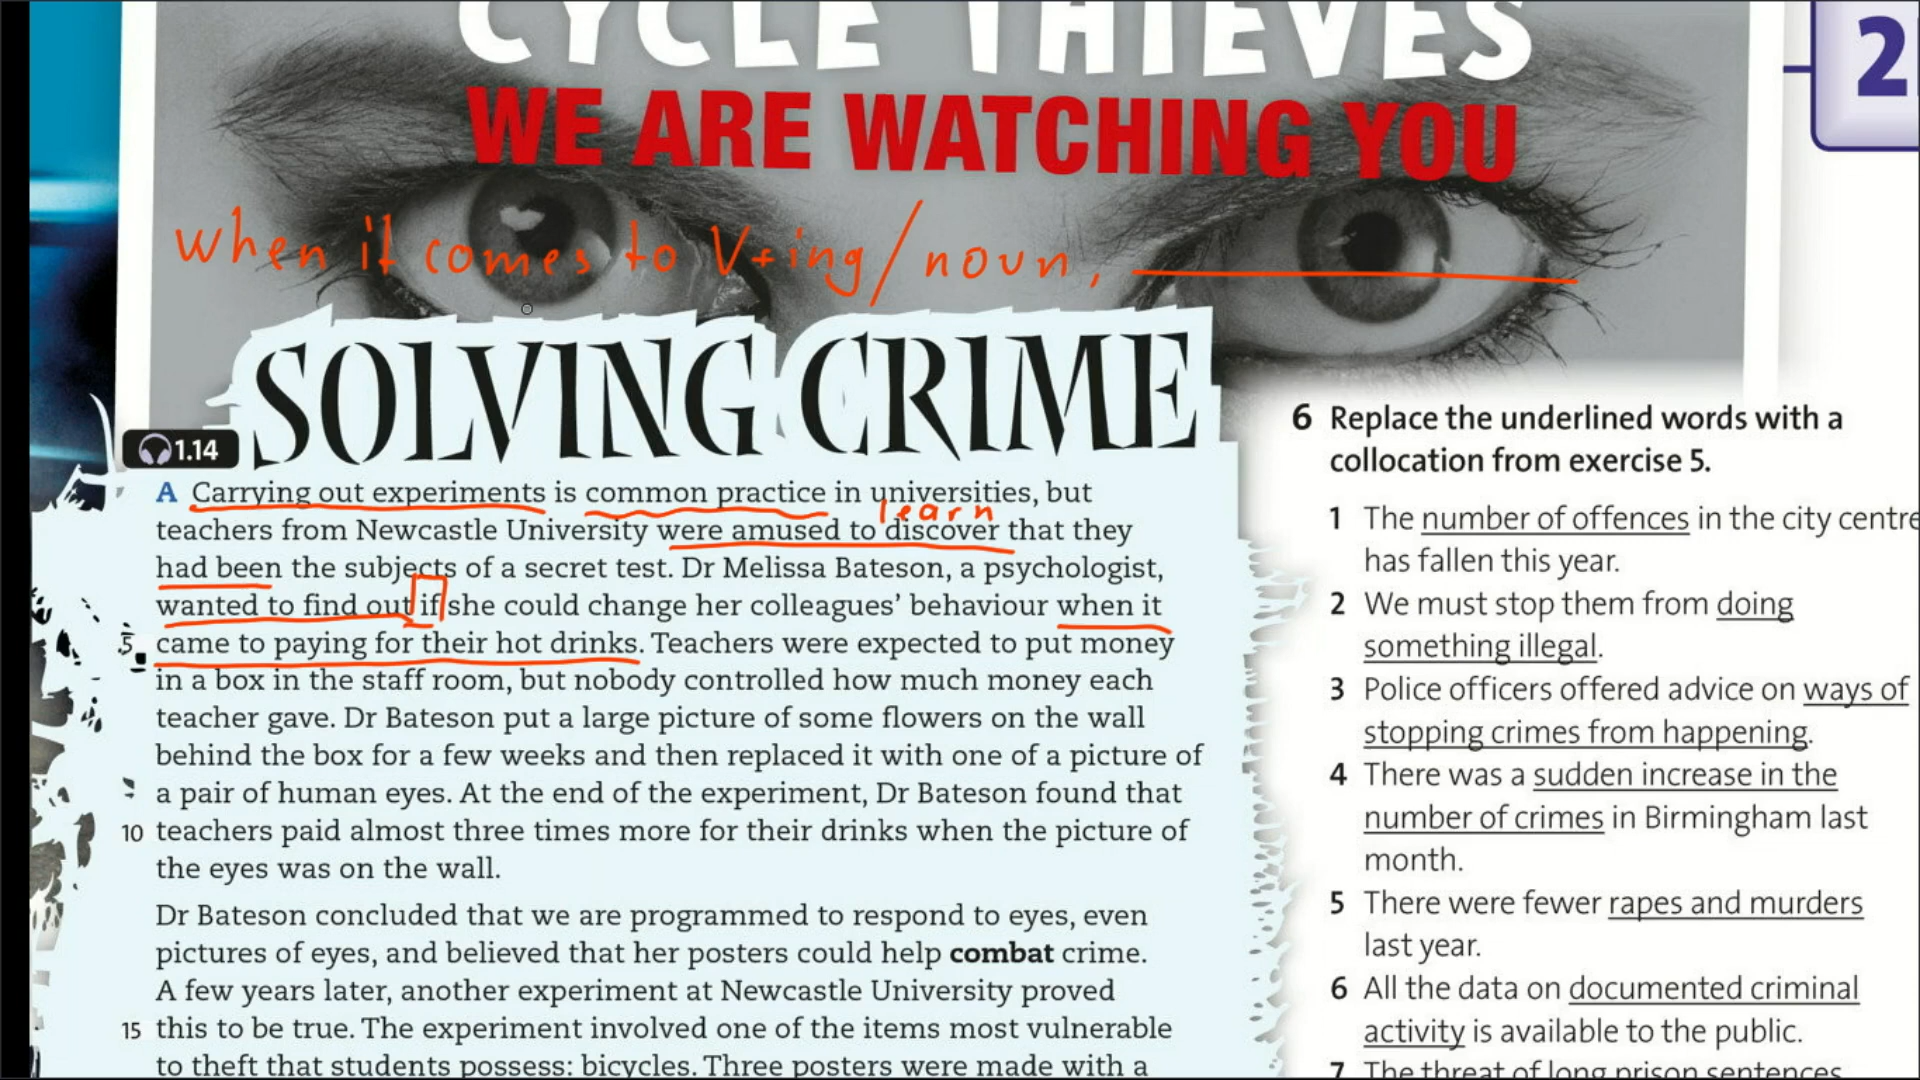 CYCLE THIEVES
WE ARE WATCHING YOU
2
when it comes to V+ing/noun,
SOLVING CRIME
1.14
A Carrying out experiments is common practice in universities, but
learn
teachers from Newcastle University were amused to discover that they
had been the subjects of a secret test. Dr Melissa Bateson, a psychologist,
wanted to find out if she could change her colleagues' behaviour when it
5 came to paying for their hot drinks. Teachers were expected to put money
in a box in the staff room, but nobody controlled how much money each
teacher gave. Dr Bateson put a large picture of some flowers on the wall
behind the box for a few weeks and then replaced it with one of a picture of
a pair of human eyes. At the end of the experiment, Dr Bateson found that
10 teachers paid almost three times more for their drinks when the picture of
the eyes was on the wall.
Dr Bateson concluded that we are programmed to respond to eyes, even
pictures of eyes, and believed that her posters could help combat crime.
A few years later, another experiment at Newcastle University proved
15 this to be true. The experiment involved one of the items most vulnerable
to theft that students possess: bicycles. Three posters were made with a
6 Replace the underlined words with a
collocation from exercise 5.
1 The number of offences in the city centre
has fallen this year.
2 We must stop them from doing
something illegal.
3 Police officers offered advice on ways of
stopping crimes from happening.
4 There was a sudden increase in the
number of crimes in Birmingham last
month.
5 There were fewer rapes and murders
last year.
6 All the data on documented criminal
activity is available to the public.
7 The threat of long prison sentences